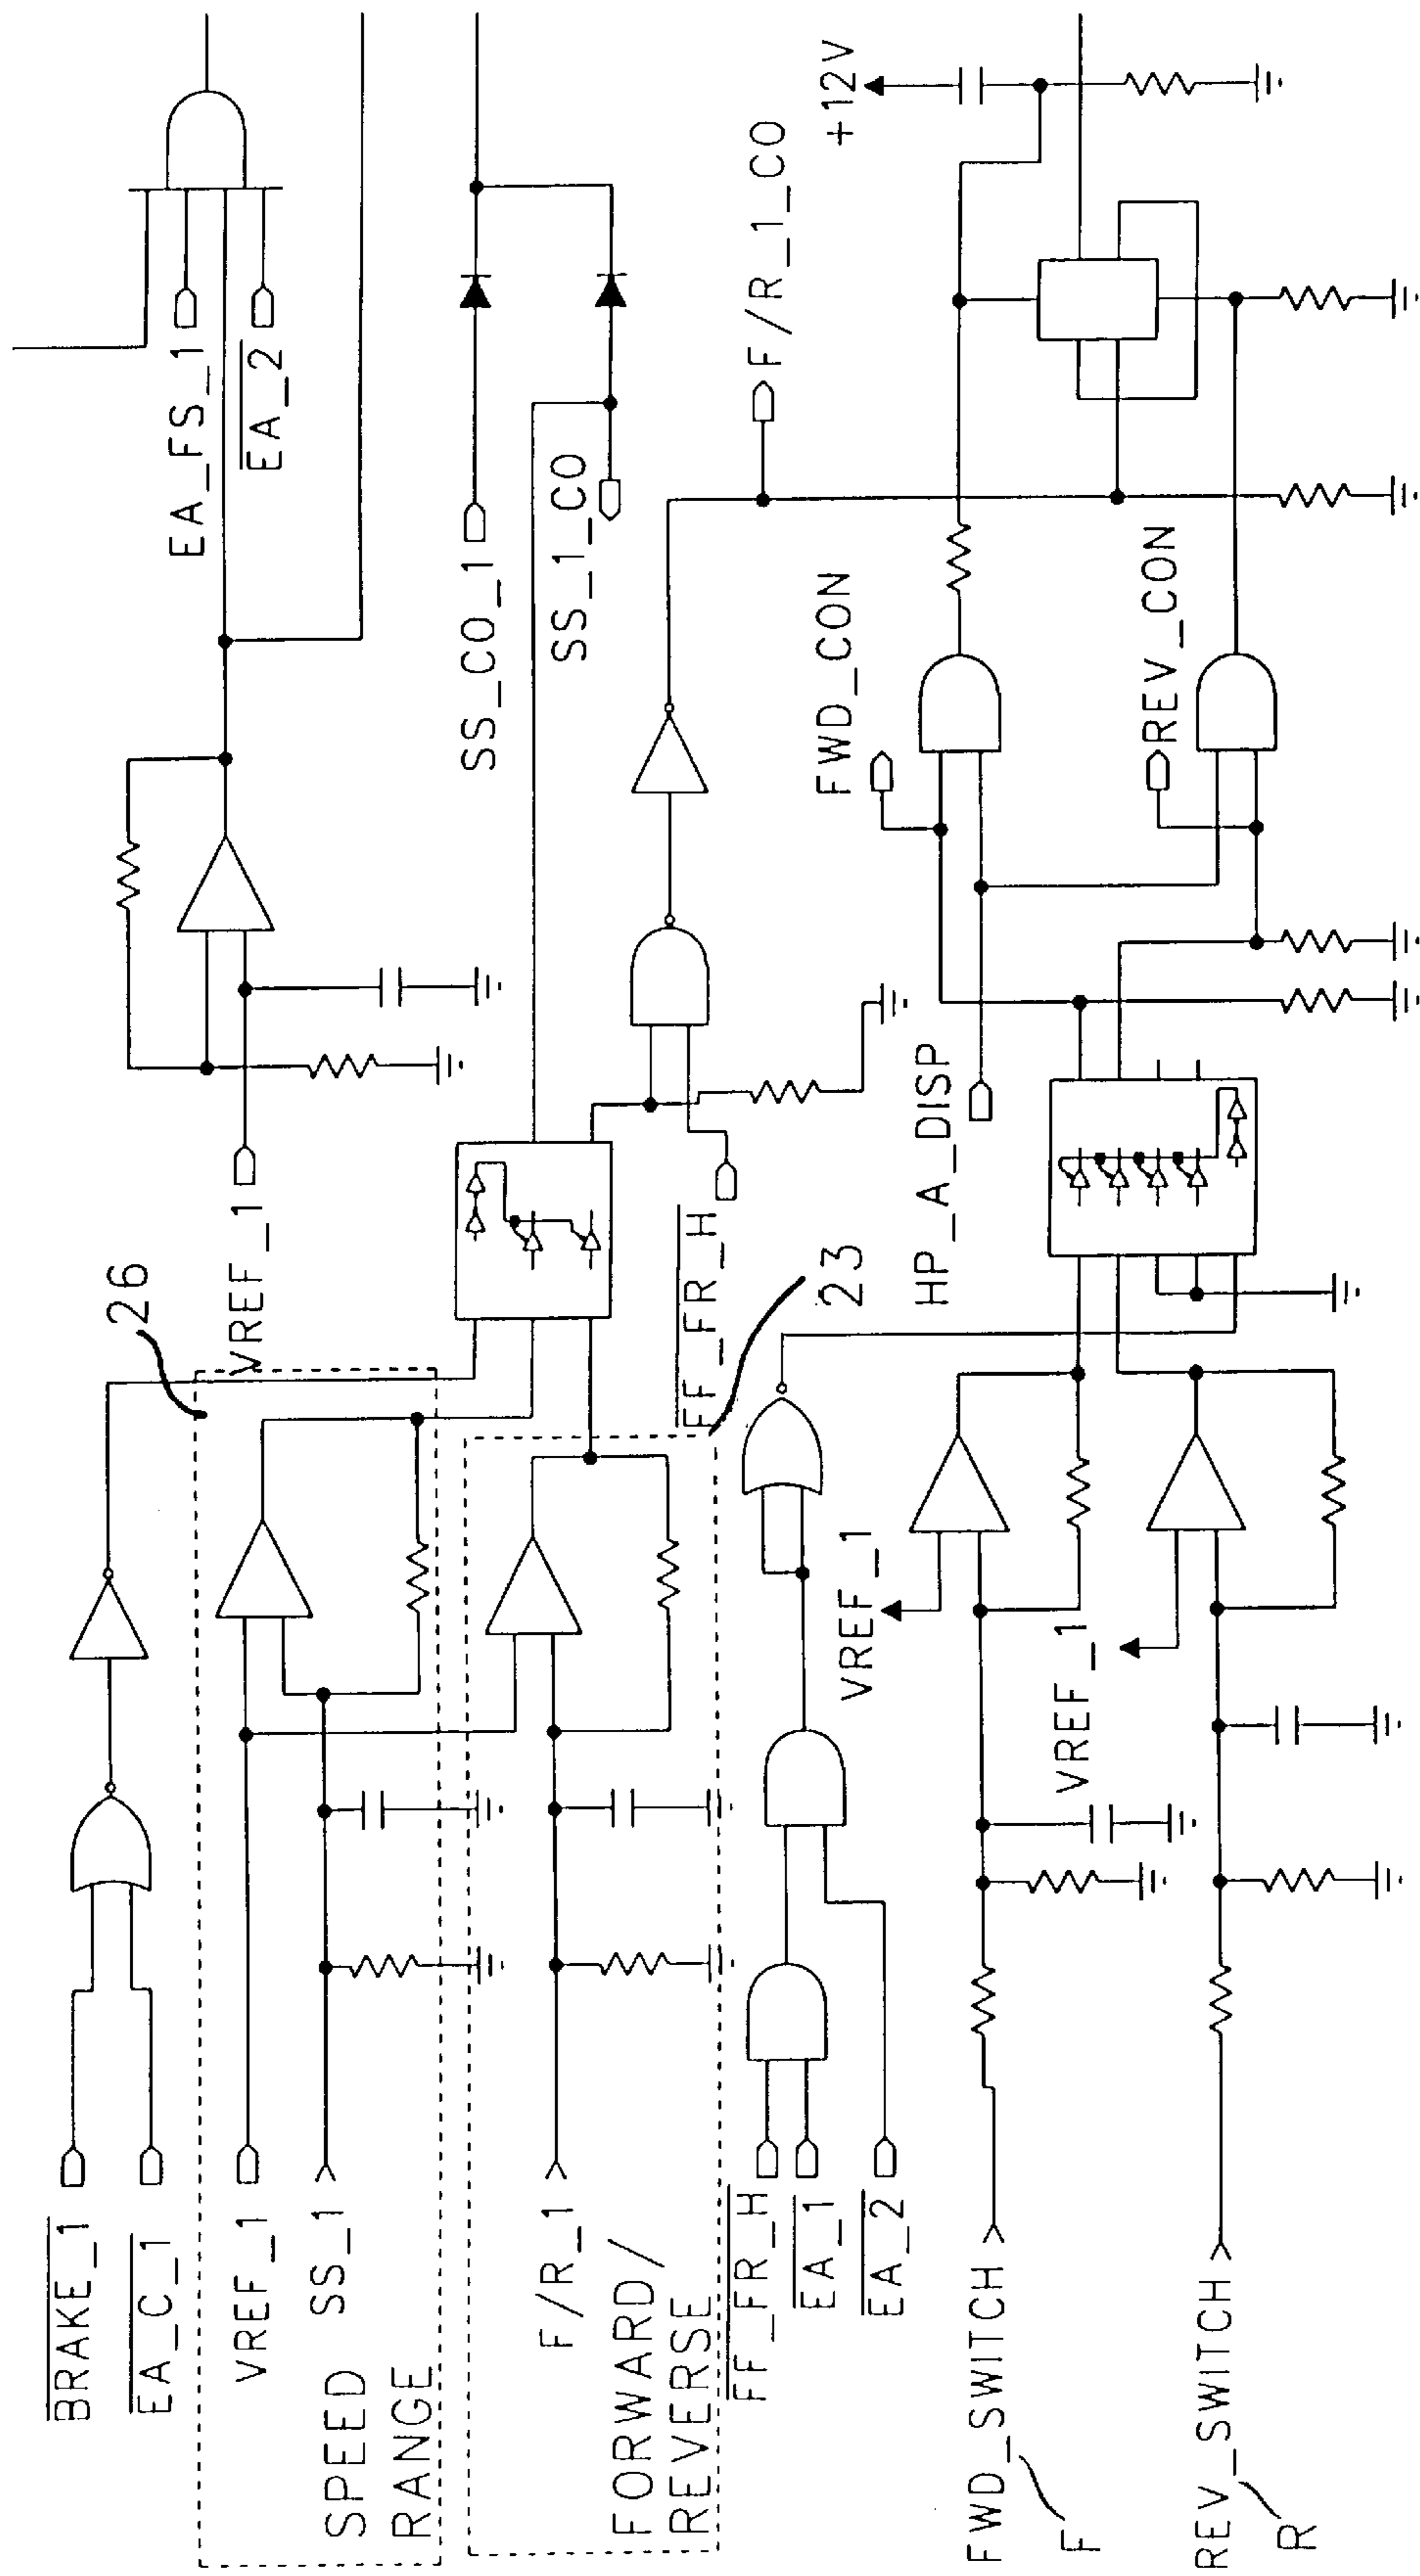 BRAKE_1
EA_C_1
26
VREF_1
SS_1
SPEED
RANGE
VREF_1
EA_FS_1
EA_2
SS_CO_1
SS_1_CO
F/R_1
FORWARD/
REVERSE
FF_FR_H
23
F/R_1_CO
+12V
FF_FR_H
EA_1
EA_2
VREF_1
HP_A_DISP
FWD_CON
FWD_SWITCH
F
VREF_1
REV_CON
REV_SWITCH
R